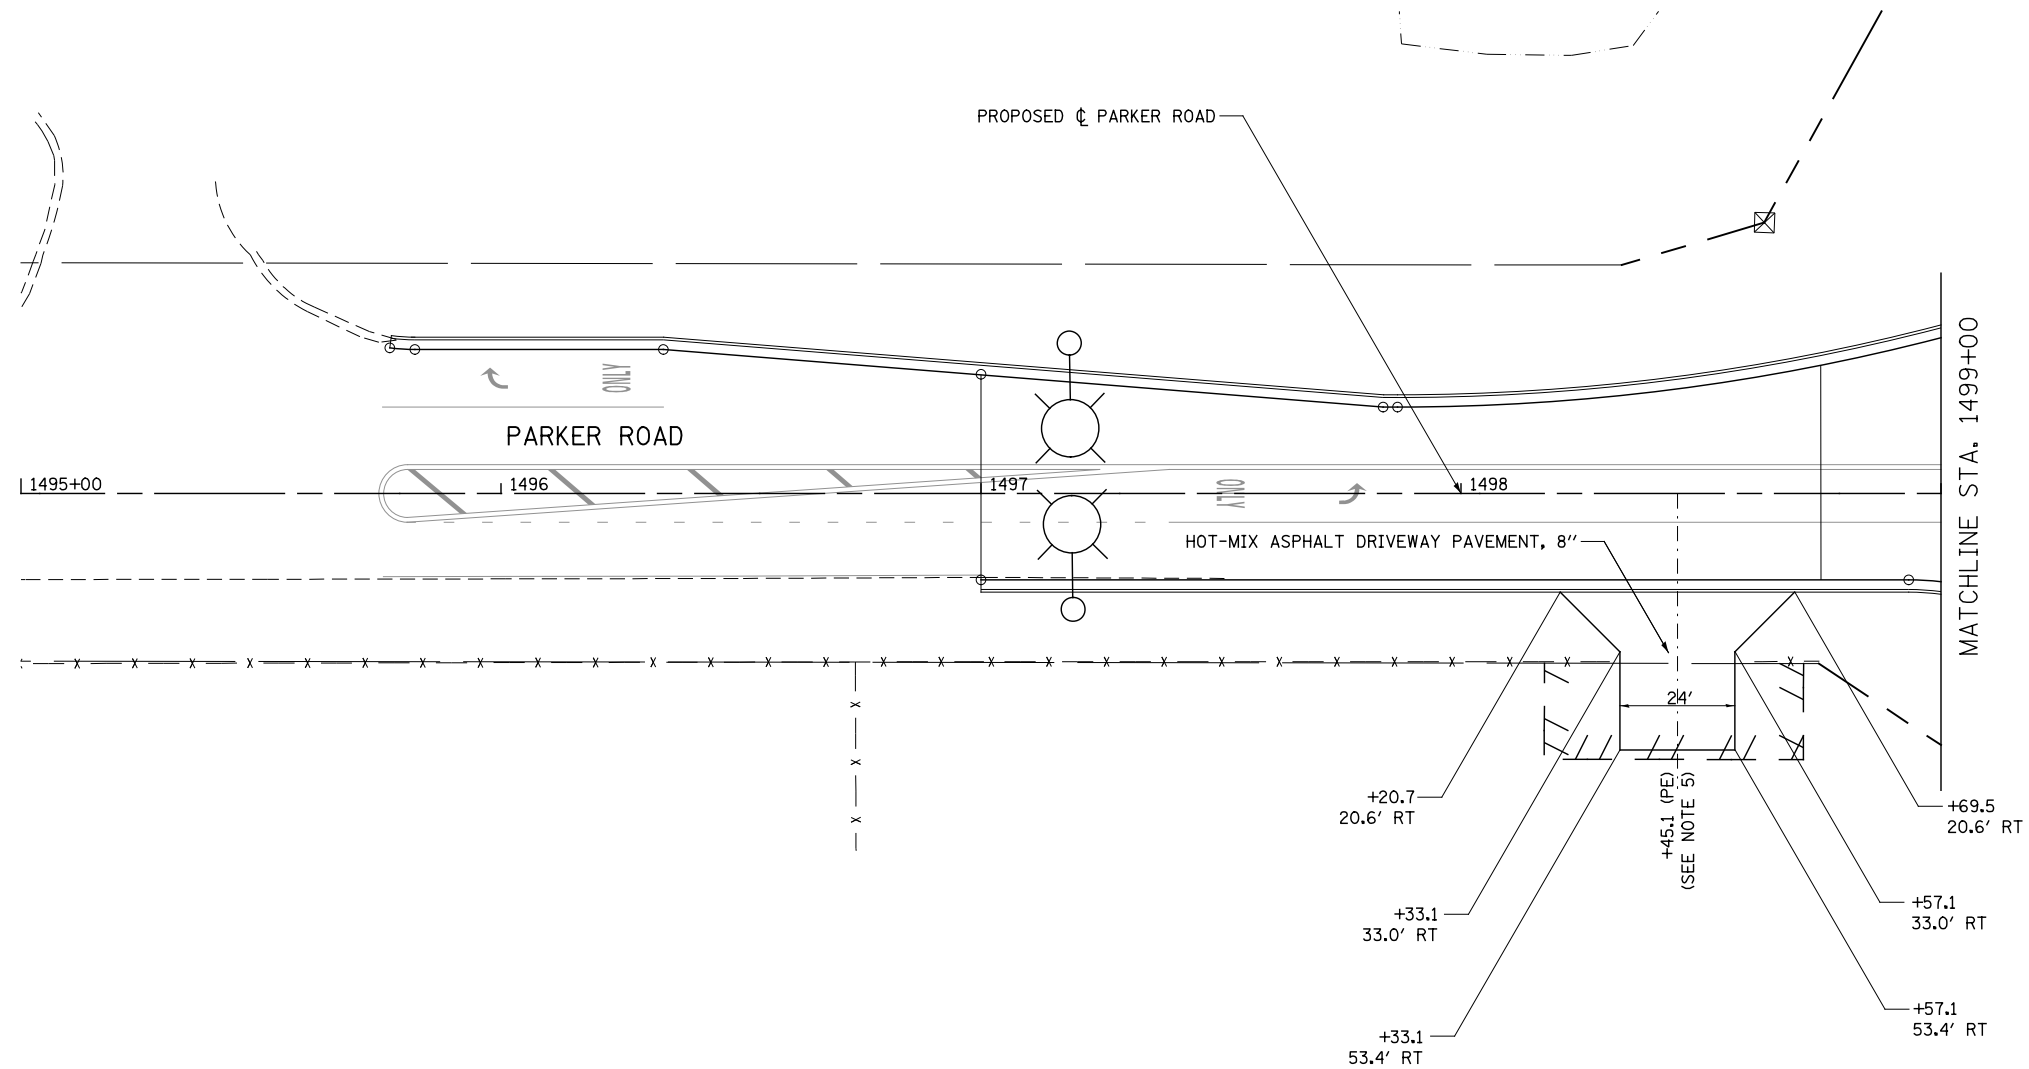 PROPOSED ℄ PARKER ROAD
MATCHLINE STA. 1499+00
ONLY
PARKER ROAD
1495+00
1496
1497
1498
ONLY
HOT-MIX ASPHALT DRIVEWAY PAVEMENT, 8"
X X X X X X X X X X X X X X X X X X X X X X X X X X X X
X
X
X
24'
+20.7
20.6' RT
+45.1 (PE)
(SEE NOTE 5)
+69.5
20.6' RT
+33.1
33.0' RT
+57.1
33.0' RT
+33.1
53.4' RT
+57.1
53.4' RT